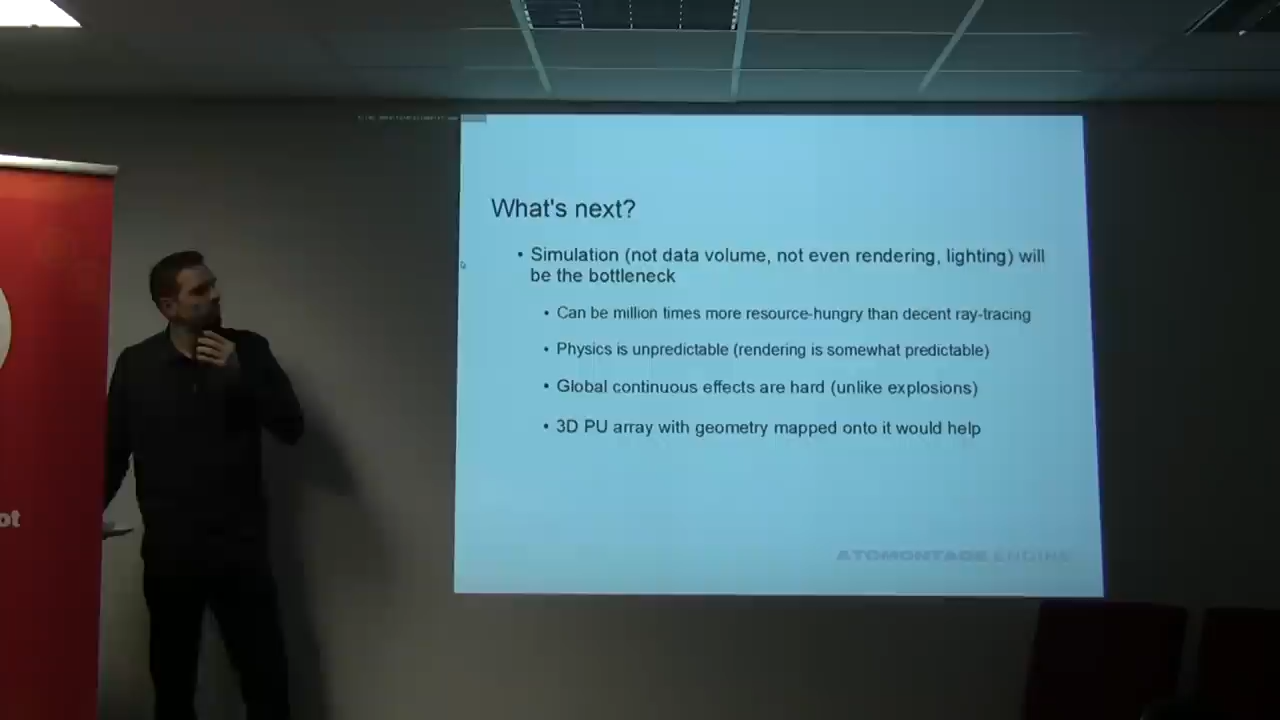 What's next?
• Simulation (not data volume, not even rendering, lighting) will
be the bottleneck
• Can be million times more resource-hungry than decent ray-tracing
• Physics is unpredictable (rendering is somewhat predictable)
• Global continuous effects are hard (unlike explosions)
• 3D PU array with geometry mapped onto it would help
ot
ATOMONTAGE ENGINE